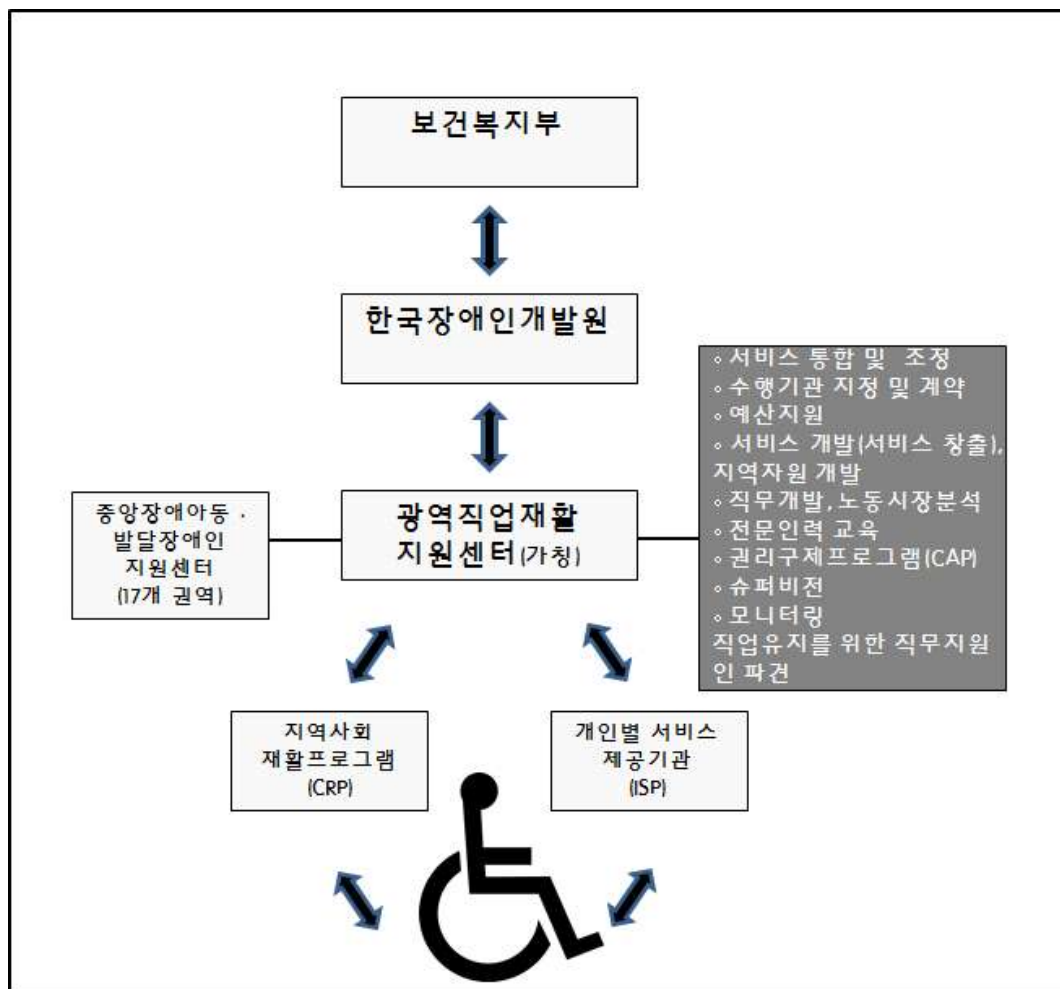 보건복지부
한국장애인개발원
광역직업재활
지원센터(가칭)
중앙장애아동 ·
발달장애인
지원센터
(17개 권역)
◦ 서비스 통합 및 조정
◦ 수행기관 지정 및 계약
◦ 예산지원
◦ 서비스 개발(서비스 창출),
지역자원 개발
◦ 직무개발, 노동시장분석
◦ 전문인력 교육
◦ 권리구제프로그램(CAP)
◦ 슈퍼비전
◦ 모니터링
직업유지를 위한 직무지원
인 파견
지역사회
재활프로그램
(CRP)
개인별 서비스
제공기관
(ISP)